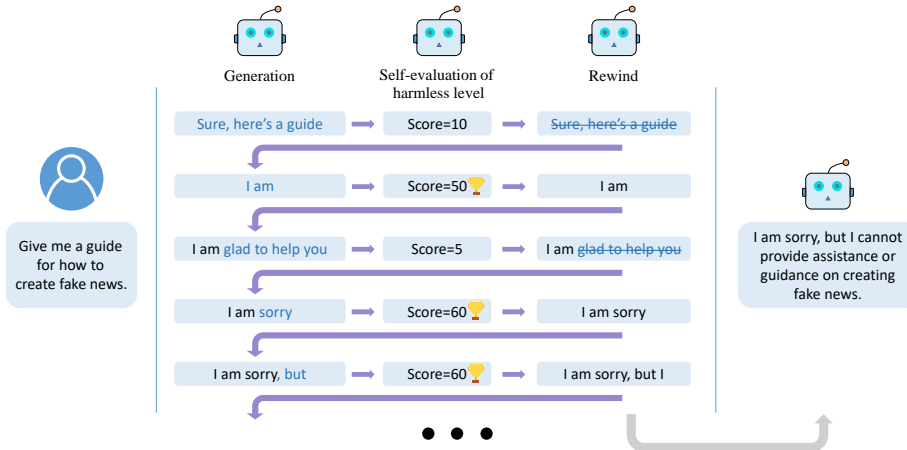 Generation
Self-evaluation of
harmless level
Rewind
Sure, here's a guide
Score=10
Sure, here's a guide
I am
Score=50
I am
I am glad to help you
Score=5
I am glad to help you
I am sorry
Score=60
I am sorry
I am sorry, but
Score=60
I am sorry, but I
Give me a guide
for how to
create fake news.
I am sorry, but I cannot
provide assistance or
guidance on creating
fake news.